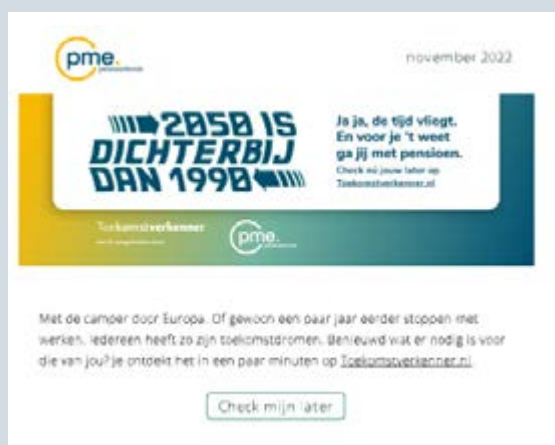 pme.
november 2022
2050 IS
DICHTERBIJ
DAN 1990
Ja ja, de tijd vliegt.
En voor je 't weet
ga jij met pensioen.
Check nú jouw later op
Toekomstverkenner.nl
Toekomstverkenner
pme.
Met de camper door Europa. Of gewoon een paar jaar eerder stoppen met
werken. Iedereen heeft zo zijn toekomstdromen. Benieuwd wat er nodig is voor
die van jou? Je ontdekt het in een paar minuten op Toekomstverkenner.nl
Check mijn later